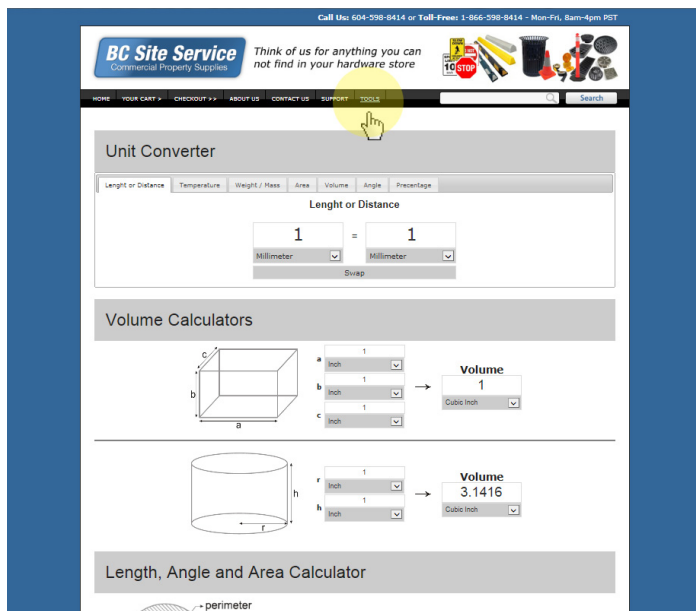 Call Us: 604-598-8414 or Toll-Free: 1-866-598-8414 - Mon-Fri, 8am-4pm PST
BC Site Service
Commercial Property Supplies
Think of us for anything you can
not find in your hardware store
10
STOP
HOME YOUR CART > CHECKOUT >> ABOUT US CONTACT US SUPPORT TOOLS Search
Unit Converter
Lenght or Distance Temperature Weight / Mass Area Volume Angle Precentage
Lenght or Distance
1 = 1
Millimeter Millimeter
Swap
Volume Calculators
c
b
a
a 1
Inch
b 1
Inch
c 1
Inch
Volume
1
Cubic Inch
h
r
r 1
Inch
h 1
Inch
Volume
3.1416
Cubic Inch
Length, Angle and Area Calculator
perimeter